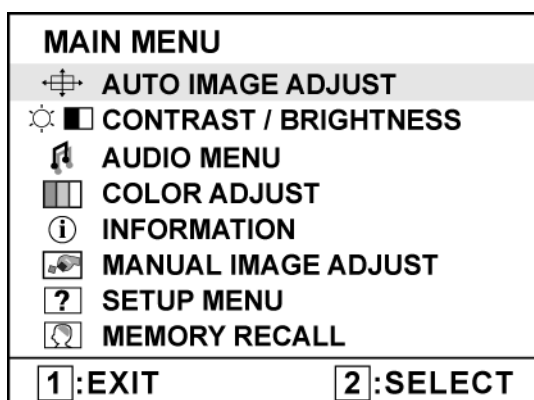 MAIN MENU
AUTO IMAGE ADJUST
CONTRAST / BRIGHTNESS
AUDIO MENU
COLOR ADJUST
i INFORMATION
MANUAL IMAGE ADJUST
? SETUP MENU
MEMORY RECALL
1 :EXIT 2 :SELECT